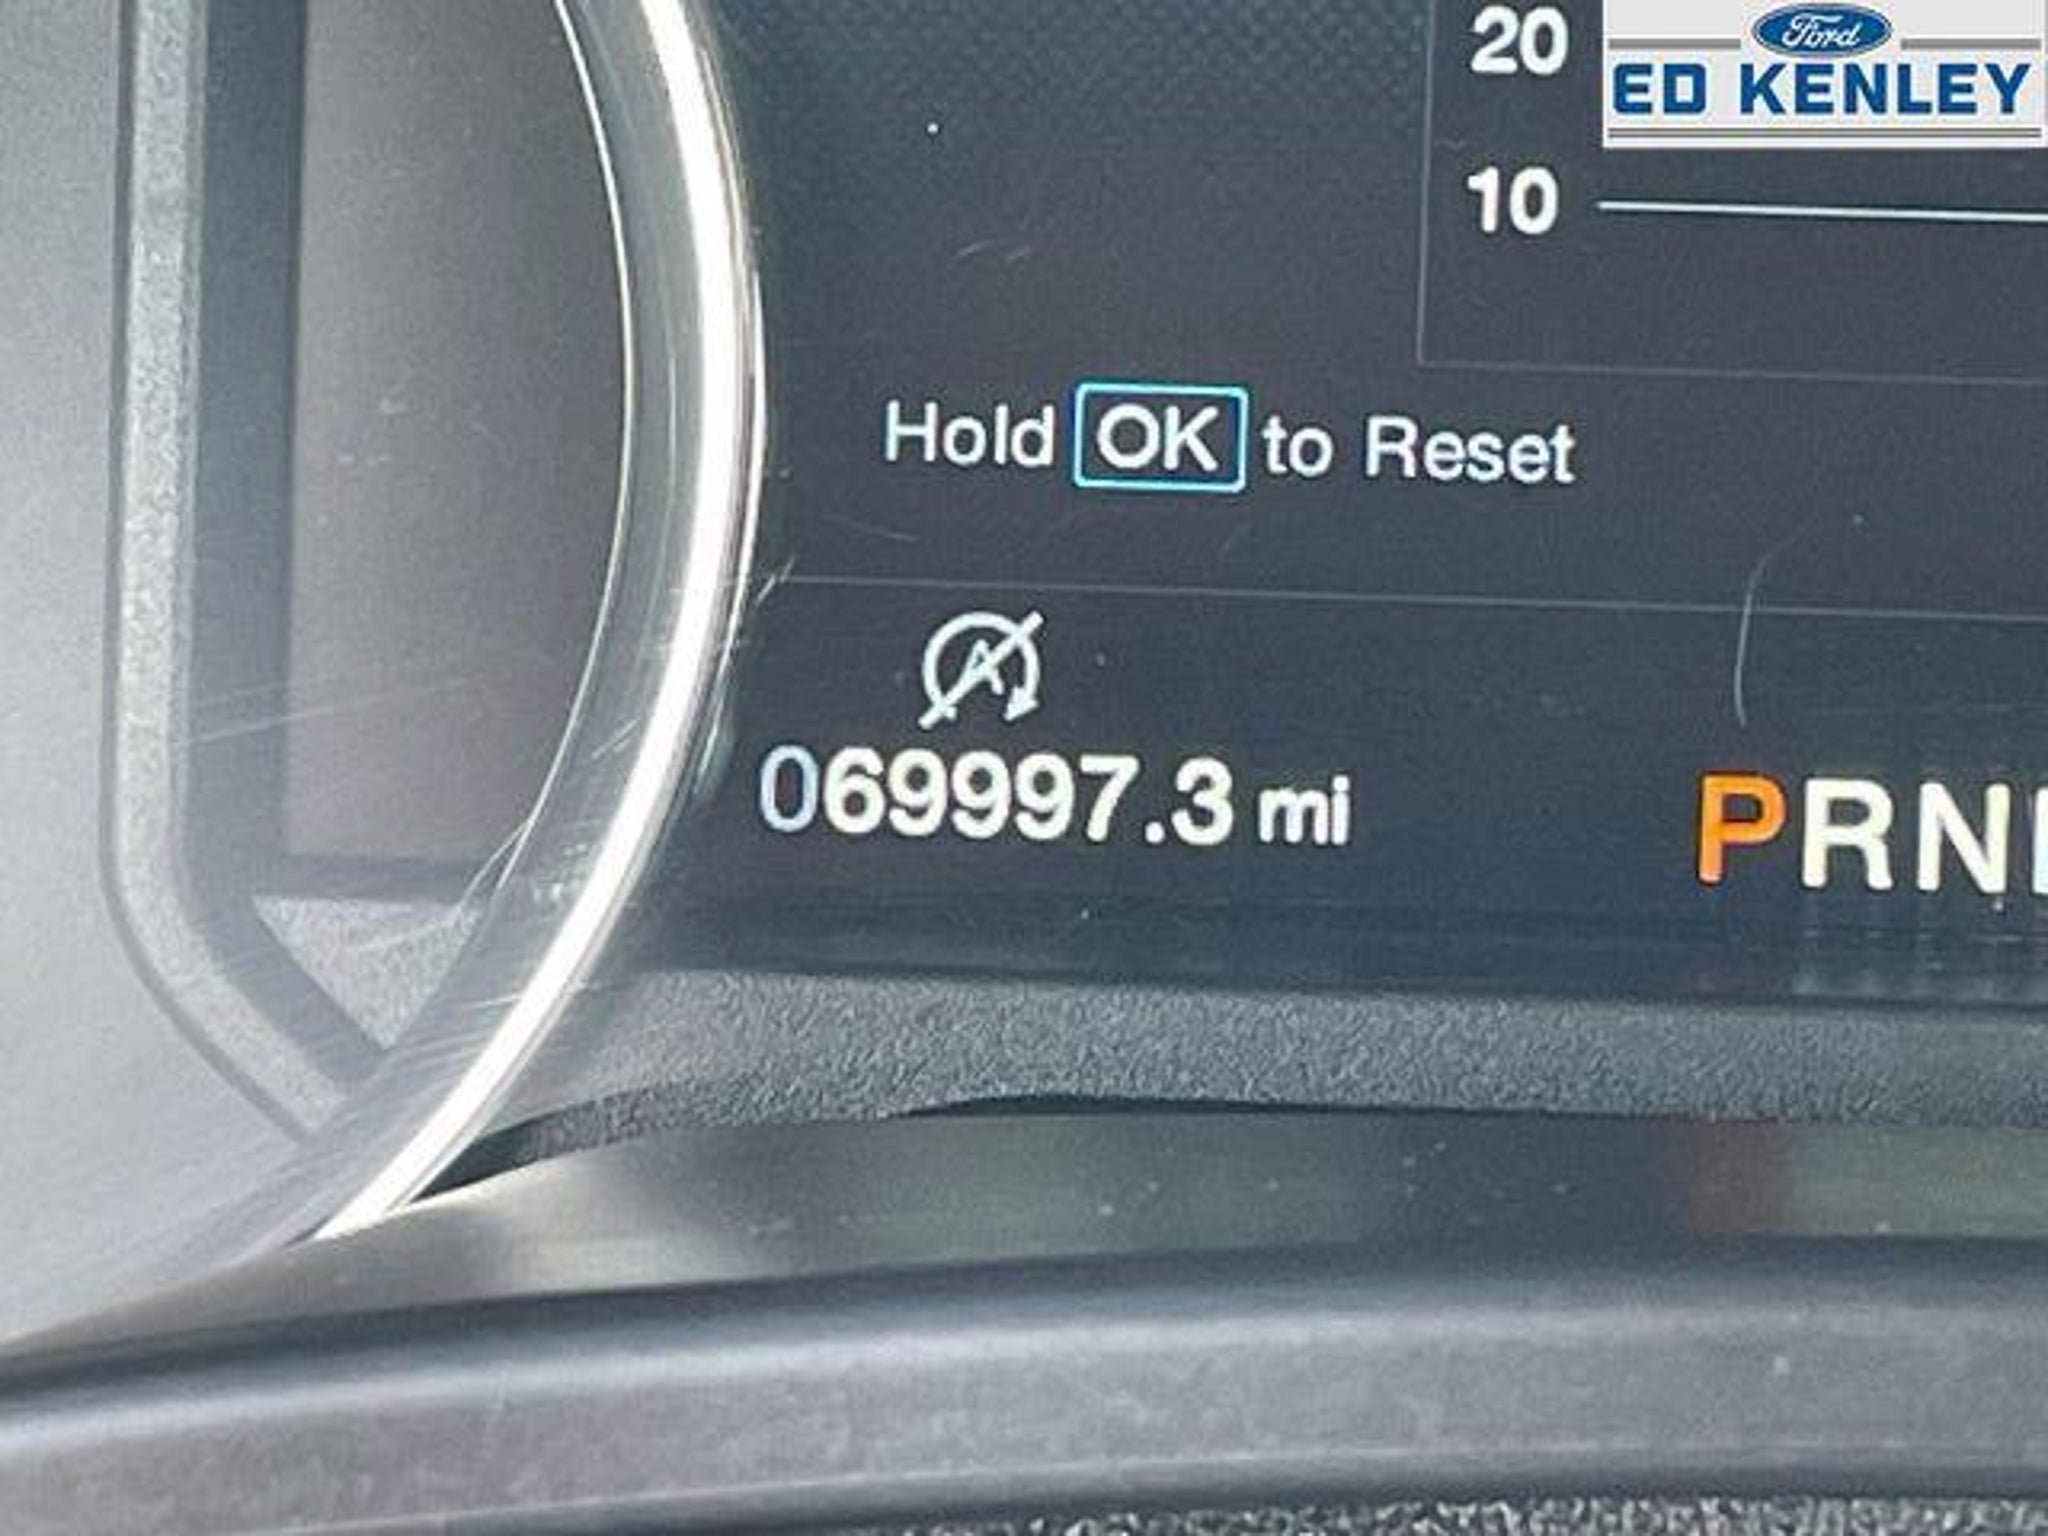 20
Ford
ED KENLEY
10
Hold OK to Reset
A
069997.3 mi
PRN